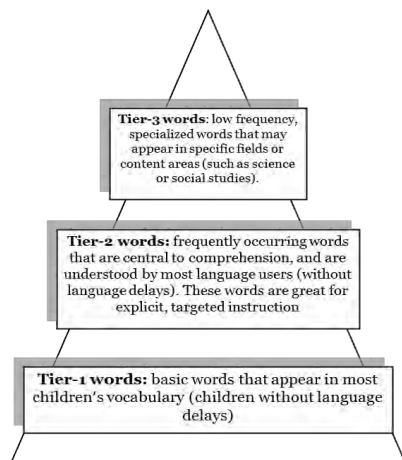 Tier-3 words: low frequency,
specialized words that may
appear in specific fields or
content areas (such as science
or social studies).
Tier-2 words: frequently occurring words
that are central to comprehension, and are
understood by most language users (without
language delays). These words are great for
explicit, targeted instruction
Tier-1 words: basic words that appear in most
children's vocabulary (children without language
delays)